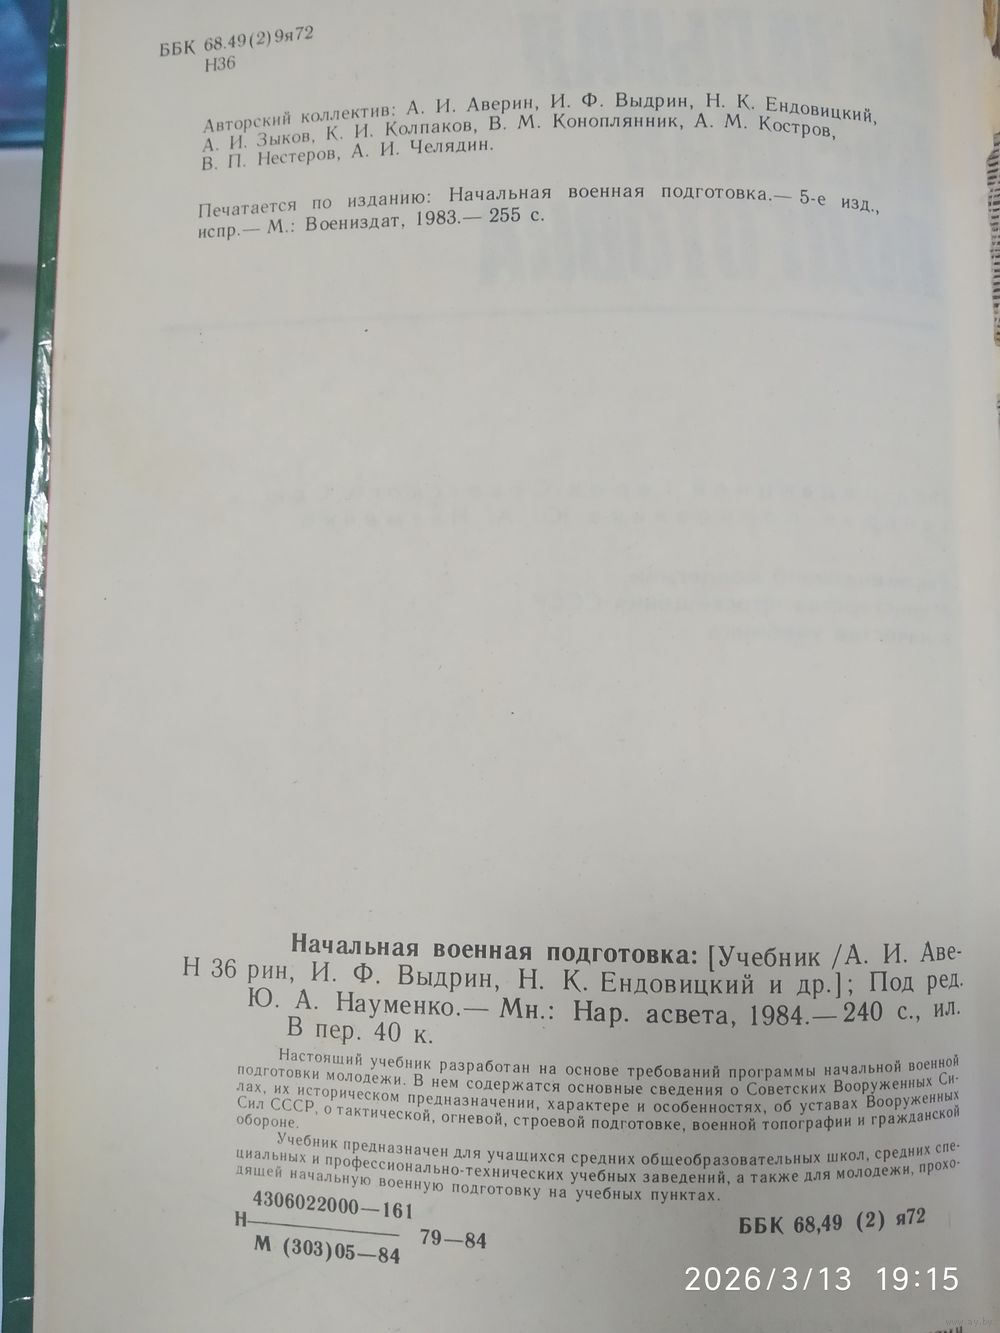 ББК 68.49(2)9я72
Н36
Авторский коллектив: А. И. Аверин, И. Ф. Выдрин, Н. К. Ендовицкий,
А. И. Зыков, К. И. Колпаков, В. М. Коноплянник, А. М. Костров,
В. П. Нестеров, А. И. Челядин.
Печатается по изданию: Начальная военная подготовка.— 5-е изд.,
испр.— М.: Воениздат, 1983.— 255 с.
Начальная военная подготовка: [Учебник /А. И. Аве-
Н 36 рин, И. Ф. Выдрин, Н. К. Ендовицкий и др.]; Под ред.
Ю. А. Науменко.— Мн.: Нар. асвета, 1984.— 240 с., ил.
В пер. 40 к.
Настоящий учебник разработан на основе требований программы начальной военной
подготовки молодежи. В нем содержатся основные сведения о Советских Вооруженных Си-
лах, их историческом предназначении, характере и особенностях, об уставах Вооруженных
Сил СССР, о тактической, огневой, строевой подготовке, военной топографии и гражданской
обороне.
Учебник предназначен для учащихся средних общеобразовательных школ, средних спе-
циальных и профессионально-технических учебных заведений, а также для молодежи, прохо-
дящей начальную военную подготовку на учебных пунктах.
4306022000—161
Н 79—84
М (303)05—84
ББК 68,49 (2) я72
2026/3/13 19:15
www.ay.by